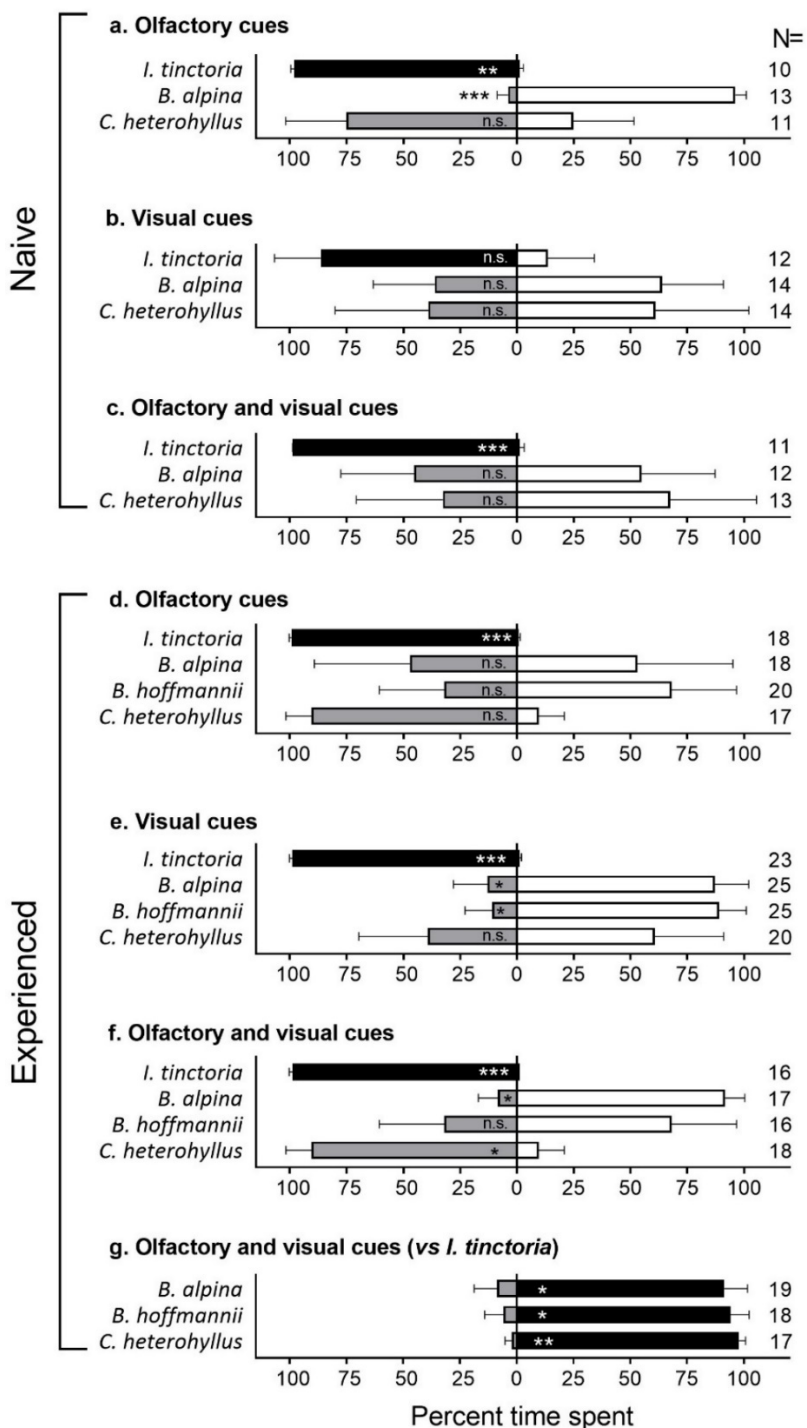 a. Olfactory cues
N=
I. tinctoria ** 10
B. alpina *** 13
C. heterohyllus n.s. 11
100 75 50 25 0 25 50 75 100
b. Visual cues
I. tinctoria n.s. 12
B. alpina n.s. 14
C. heterohyllus n.s. 14
100 75 50 25 0 25 50 75 100
c. Olfactory and visual cues
I. tinctoria *** 11
B. alpina n.s. 12
C. heterohyllus n.s. 13
100 75 50 25 0 25 50 75 100
Naive
d. Olfactory cues
I. tinctoria *** 18
B. alpina n.s. 18
B. hoffmannii n.s. 20
C. heterohyllus n.s. 17
100 75 50 25 0 25 50 75 100
e. Visual cues
I. tinctoria *** 23
B. alpina * 25
B. hoffmannii * 25
C. heterohyllus n.s. 20
100 75 50 25 0 25 50 75 100
f. Olfactory and visual cues
I. tinctoria *** 16
B. alpina * 17
B. hoffmannii n.s. 16
C. heterohyllus * 18
100 75 50 25 0 25 50 75 100
g. Olfactory and visual cues (vs I. tinctoria)
B. alpina * 19
B. hoffmannii * 18
C. heterohyllus ** 17
100 75 50 25 0 25 50 75 100
Experienced
Percent time spent